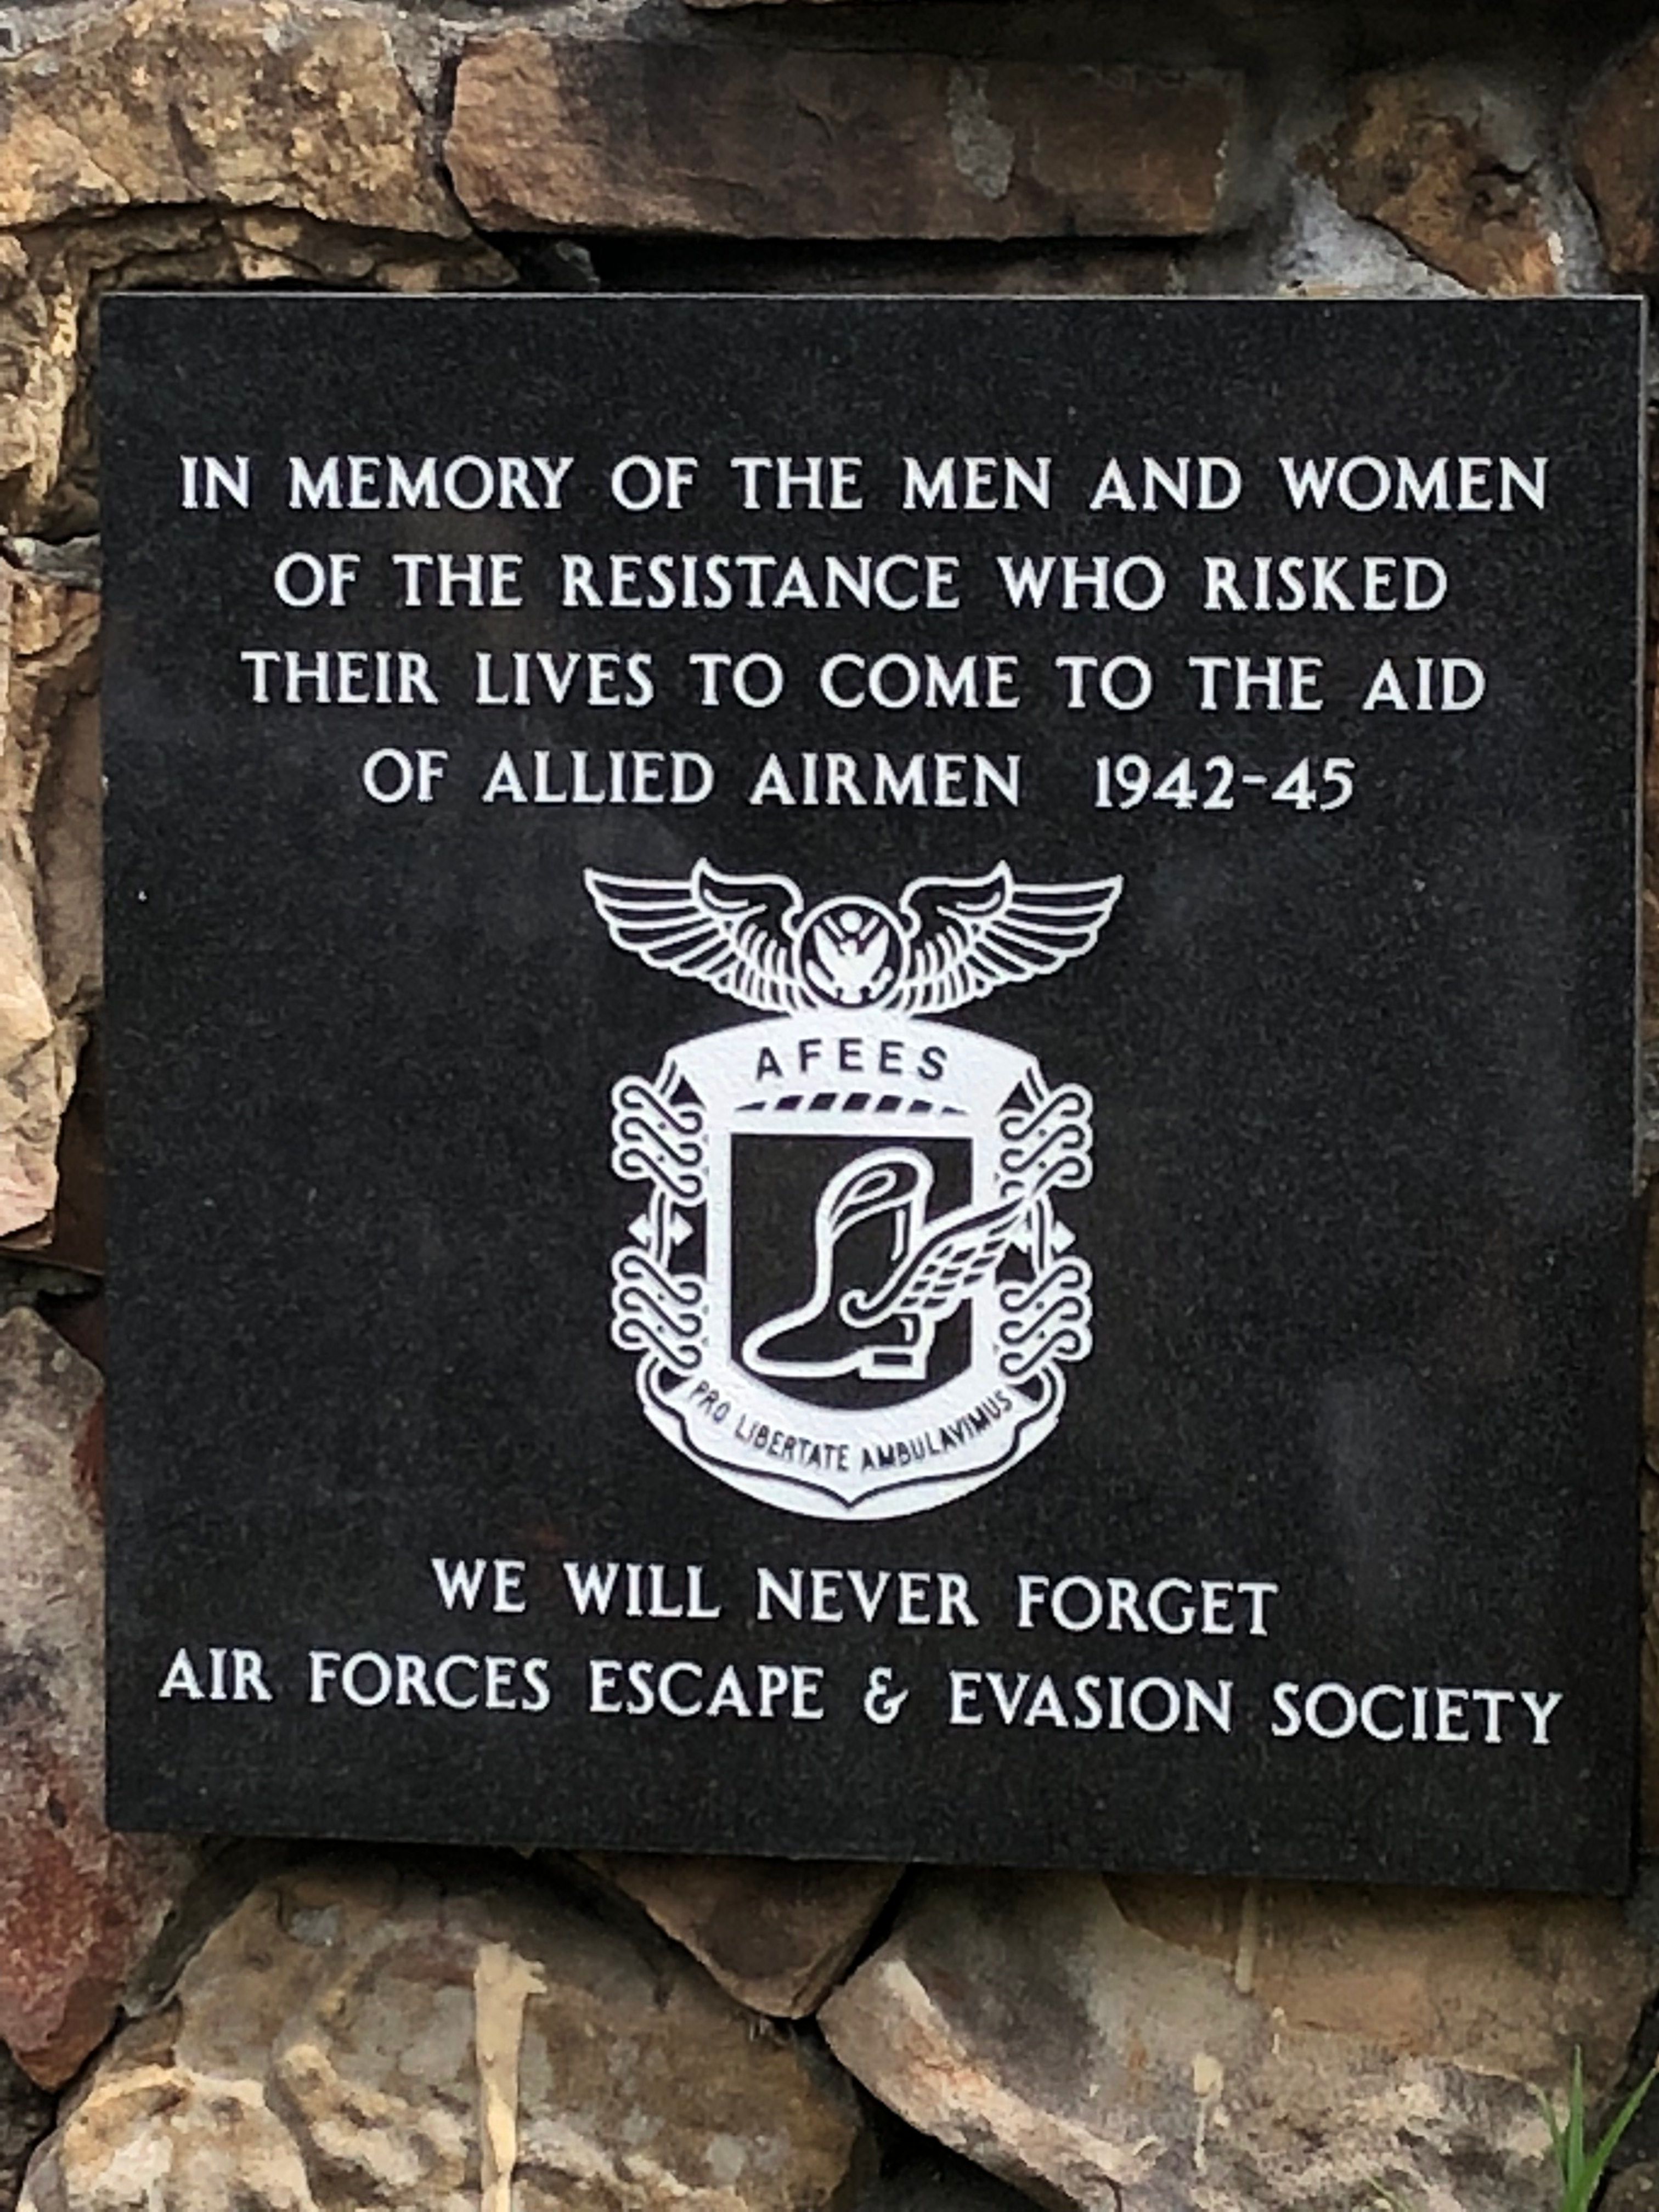 IN MEMORY OF THE MEN AND WOMEN
OF THE RESISTANCE WHO RISKED
THEIR LIVES TO COME TO THE AID
OF ALLIED AIRMEN 1942-45
AFEES
PRO LIBERTATE AMBULAVIMUS
WE WILL NEVER FORGET
AIR FORCES ESCAPE & EVASION SOCIETY